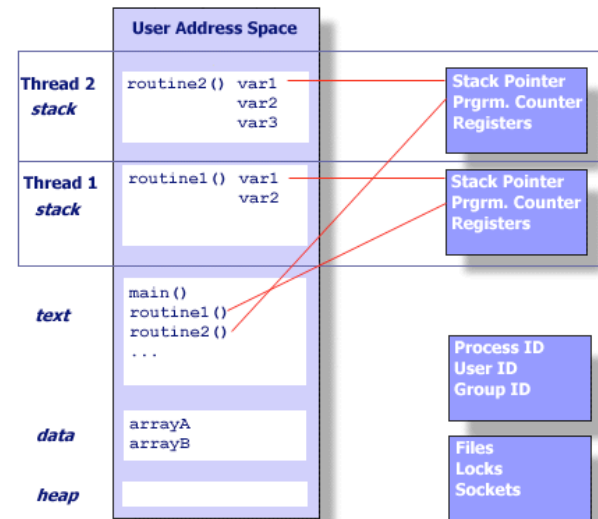 User Address Space
Thread 2
stack
routine2() var1
var2
var3
Stack Pointer
Prgrm. Counter
Registers
Thread 1
stack
routine1() var1
var2
Stack Pointer
Prgrm. Counter
Registers
text
main()
routine1()
routine2()
...
Process ID
User ID
Group ID
data
arrayA
arrayB
Files
Locks
Sockets
heap